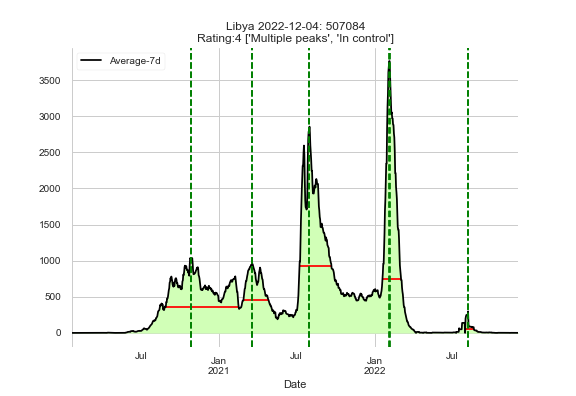 Libya 2022-12-04: 507084
Rating:4 ['Multiple peaks', 'In control']
Average-7d
3500
3000
2500
2000
1500
1000
500
0
Jul
Jan
2021
Jul
Jan
2022
Jul
Date